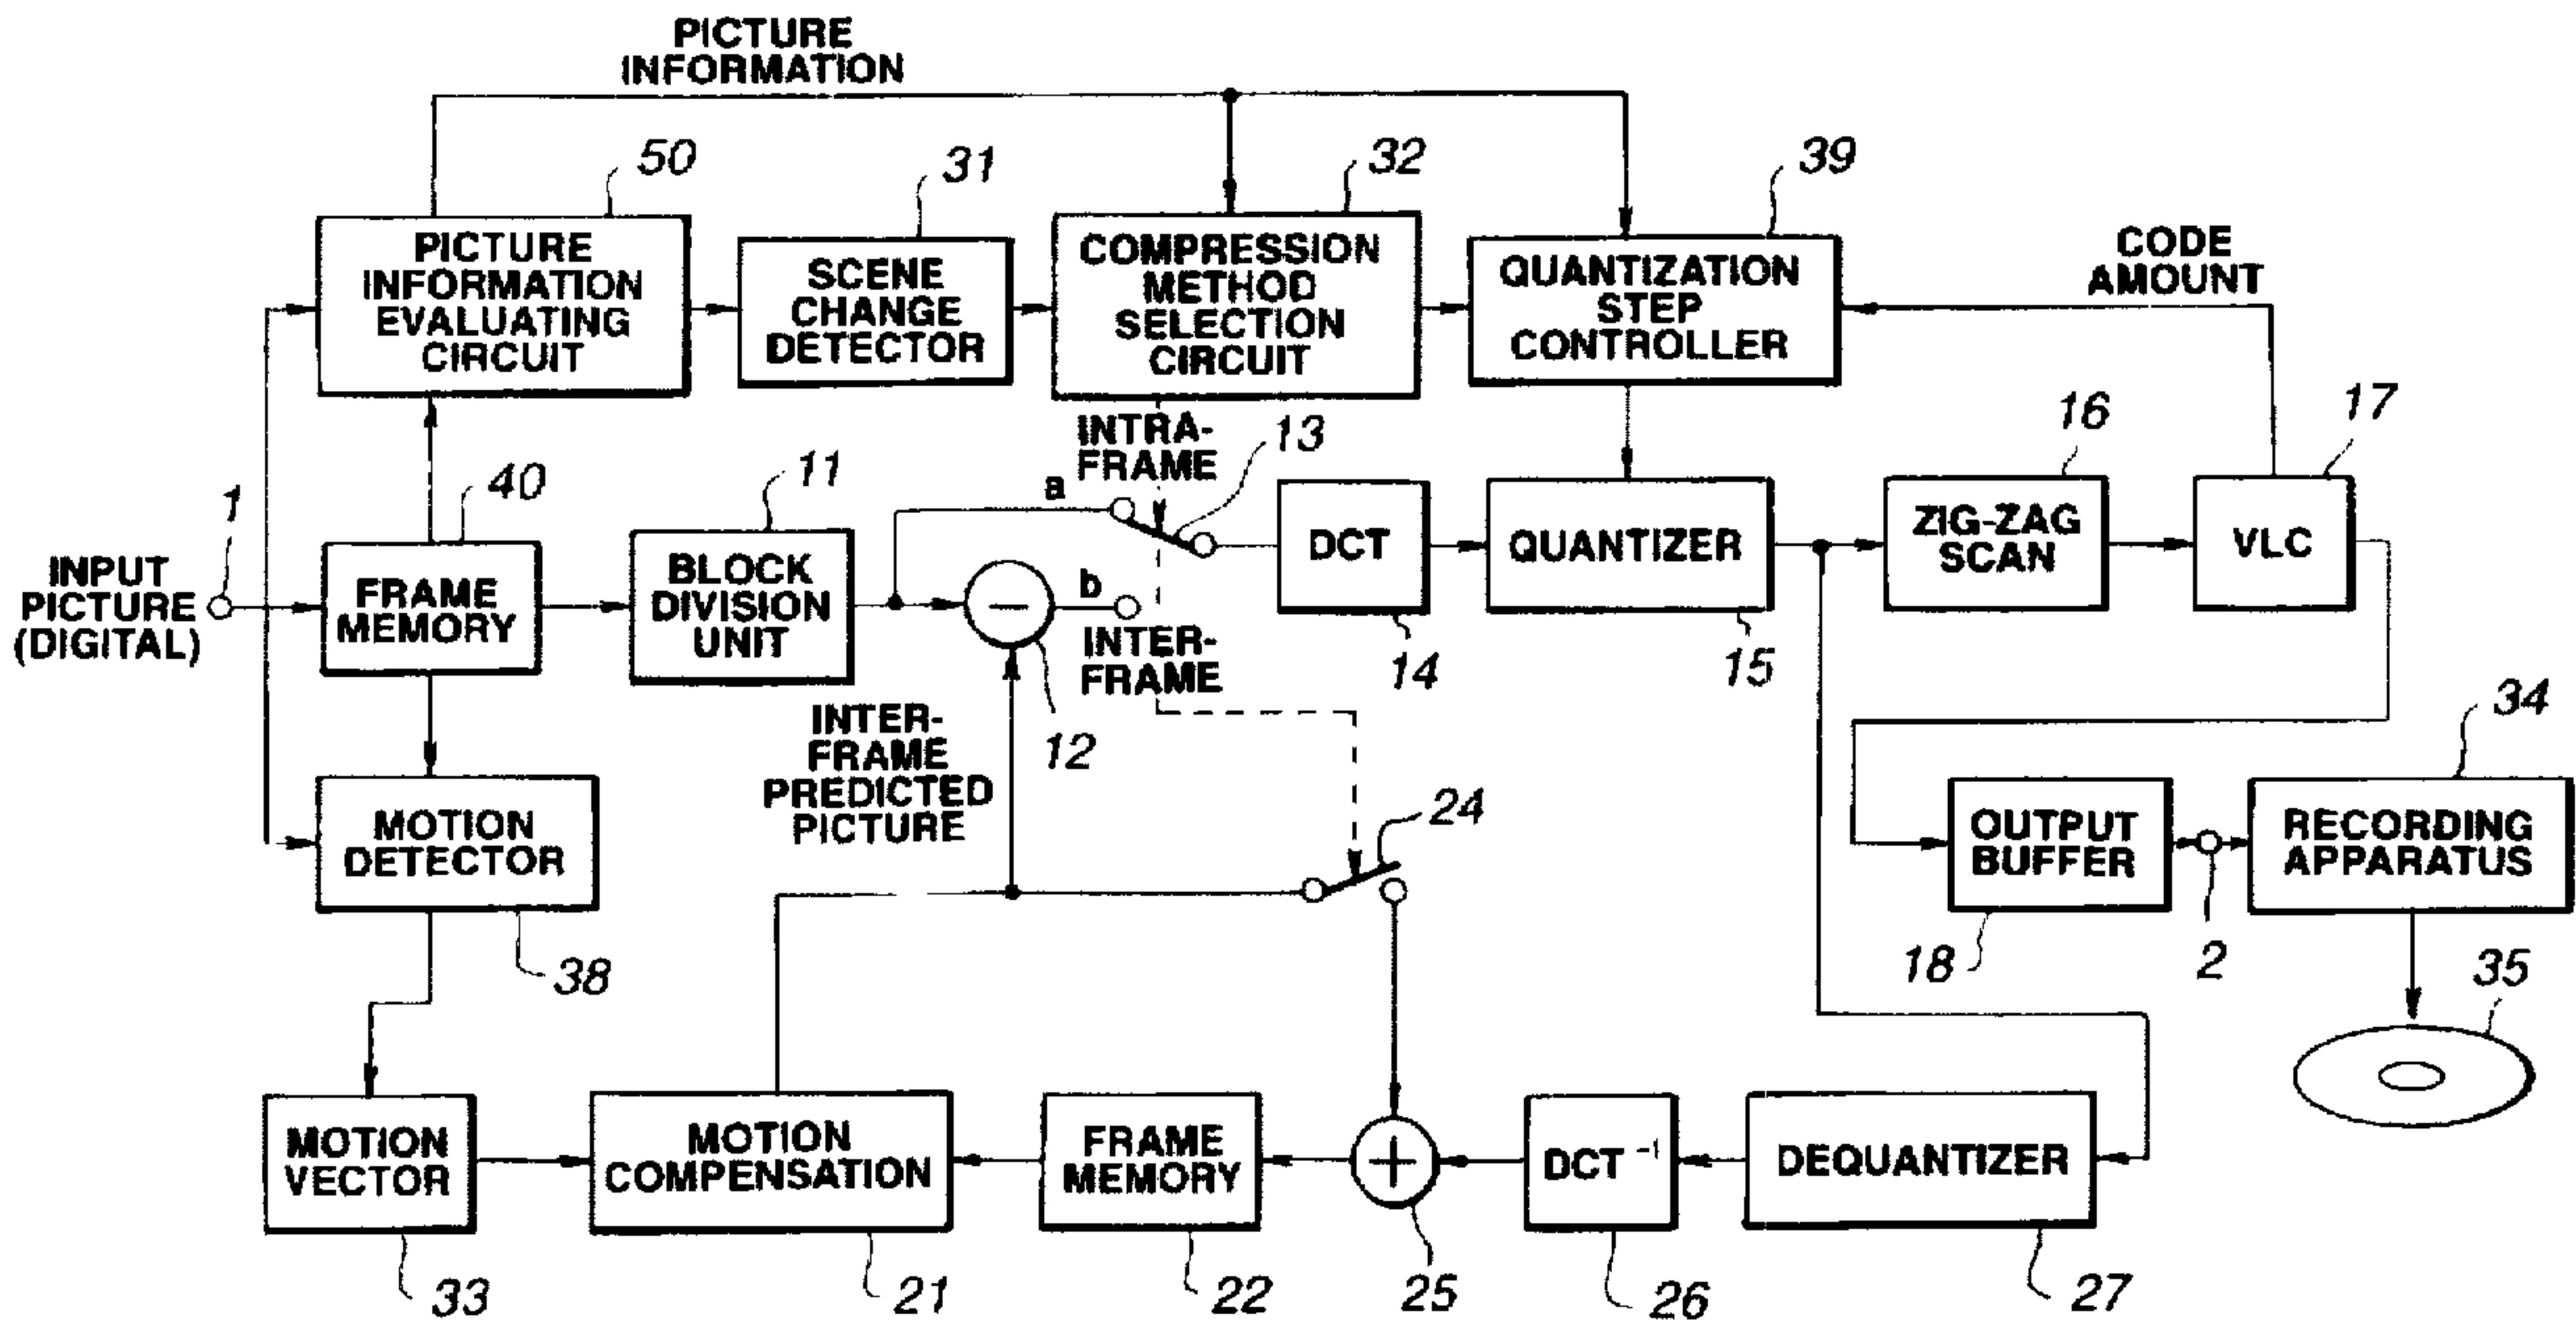 PICTURE
INFORMATION
50
31
32
39
PICTURE
INFORMATION
EVALUATING
CIRCUIT
SCENE
CHANGE
DETECTOR
COMPRESSION
METHOD
SELECTION
CIRCUIT
QUANTIZATION
STEP
CONTROLLER
CODE
AMOUNT
1
40
11
INTRA-
FRAME
13
16
17
a
INPUT
PICTURE
(DIGITAL)
FRAME
MEMORY
BLOCK
DIVISION
UNIT
−
b
INTER-
FRAME
DCT
QUANTIZER
ZIG-ZAG
SCAN
VLC
12
14
15
INTER-
FRAME
PREDICTED
PICTURE
24
34
MOTION
DETECTOR
OUTPUT
BUFFER
RECORDING
APPARATUS
38
18
2
35
MOTION
VECTOR
MOTION
COMPENSATION
FRAME
MEMORY
+
DCT -1
DEQUANTIZER
33
21
22
25
26
27